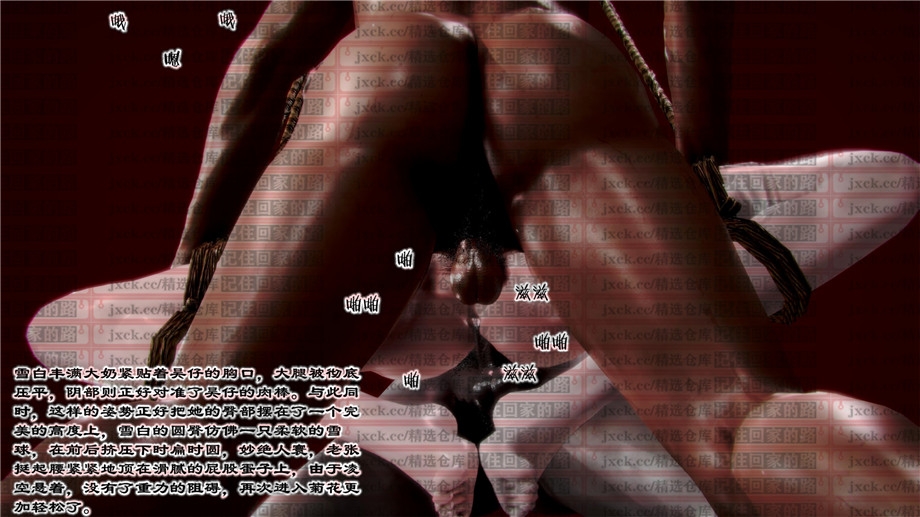 啪
啪
啪
jxck.cc/精选仓库
记住回家的路
啪
啪啪
滋滋
啪啪
啪
滋滋
雪白丰满大奶紧贴着吴仔的胸口，大腿被彻底
压平，阴部则正好对准了吴仔的肉棒。与此同
时，这样的姿势正好把她的臀部摆在了一个完
美的高度上，雪白的圆臀仿佛一只柔软的雪
球，在前后挤压下时扁时圆，妙绝人寰，老张
挺起腰紧紧地顶在滑腻的屁股蛋子上，由于凌
空悬着，没有了重力的阻碍，再次进入菊花更
加轻松了。